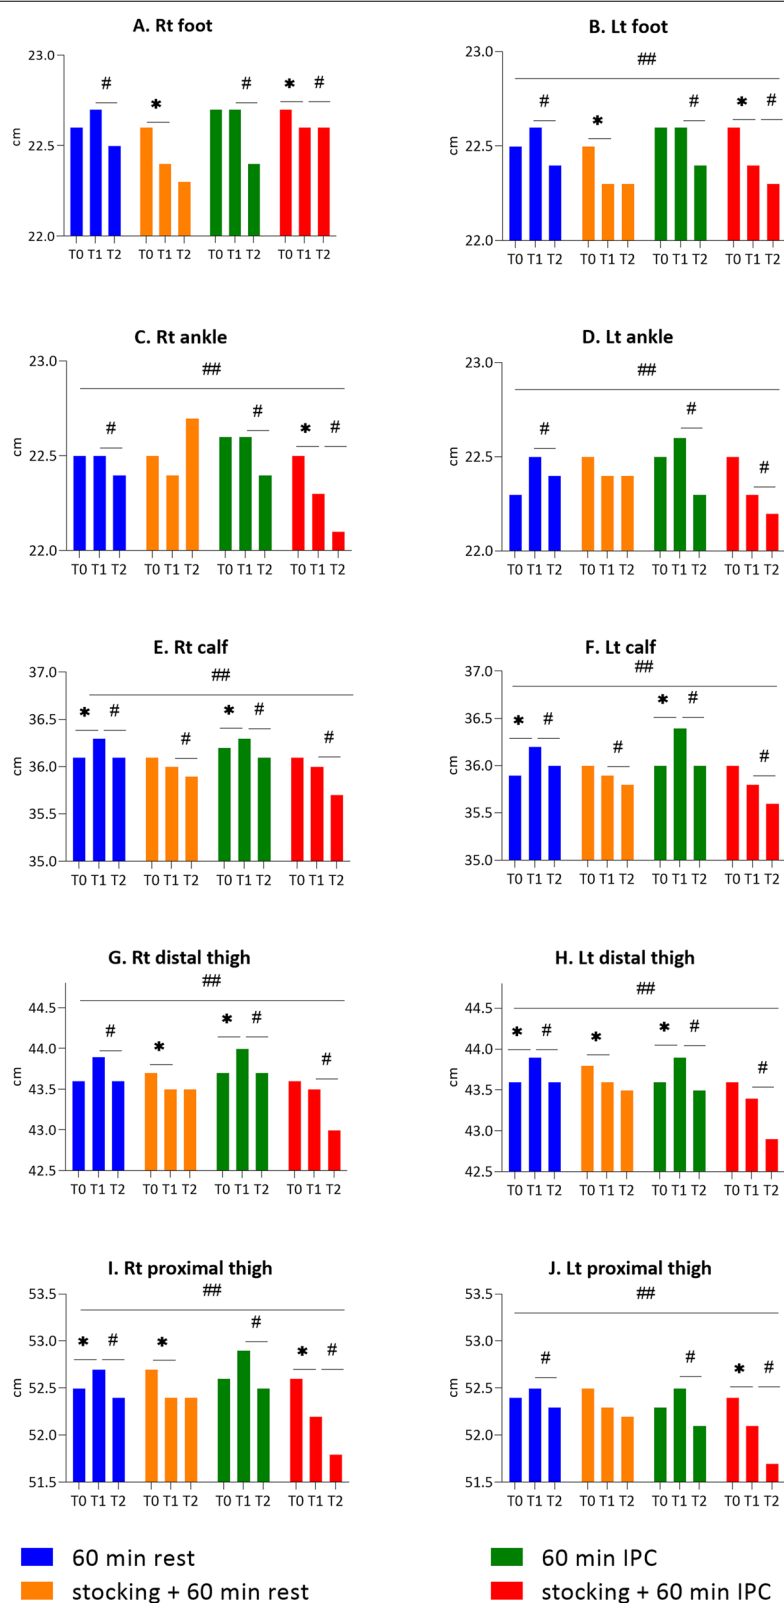 A. Rt foot
23.0
22.5
22.0
cm
# * # * #
T0 T1 T2 T0 T1 T2 T0 T1 T2 T0 T1 T2
B. Lt foot
23.0
22.5
22.0
cm
##
# * # * #
T0 T1 T2 T0 T1 T2 T0 T1 T2 T0 T1 T2
C. Rt ankle
23.0
22.5
22.0
cm
##
# # * #
T0 T1 T2 T0 T1 T2 T0 T1 T2 T0 T1 T2
D. Lt ankle
23.0
22.5
22.0
cm
##
# # #
T0 T1 T2 T0 T1 T2 T0 T1 T2 T0 T1 T2
E. Rt calf
37.0
36.5
36.0
35.5
35.0
cm
##
* # # * # #
T0 T1 T2 T0 T1 T2 T0 T1 T2 T0 T1 T2
F. Lt calf
37.0
36.5
36.0
35.5
35.0
cm
##
* # # * # #
T0 T1 T2 T0 T1 T2 T0 T1 T2 T0 T1 T2
G. Rt distal thigh
44.5
44.0
43.5
43.0
42.5
cm
##
# * * # #
T0 T1 T2 T0 T1 T2 T0 T1 T2 T0 T1 T2
H. Lt distal thigh
44.5
44.0
43.5
43.0
42.5
cm
##
* # * * # #
T0 T1 T2 T0 T1 T2 T0 T1 T2 T0 T1 T2
I. Rt proximal thigh
53.5
53.0
52.5
52.0
51.5
cm
##
* # * # * #
T0 T1 T2 T0 T1 T2 T0 T1 T2 T0 T1 T2
J. Lt proximal thigh
53.5
53.0
52.5
52.0
51.5
cm
##
# # * #
T0 T1 T2 T0 T1 T2 T0 T1 T2 T0 T1 T2
60 min rest
stocking + 60 min rest
60 min IPC
stocking + 60 min IPC